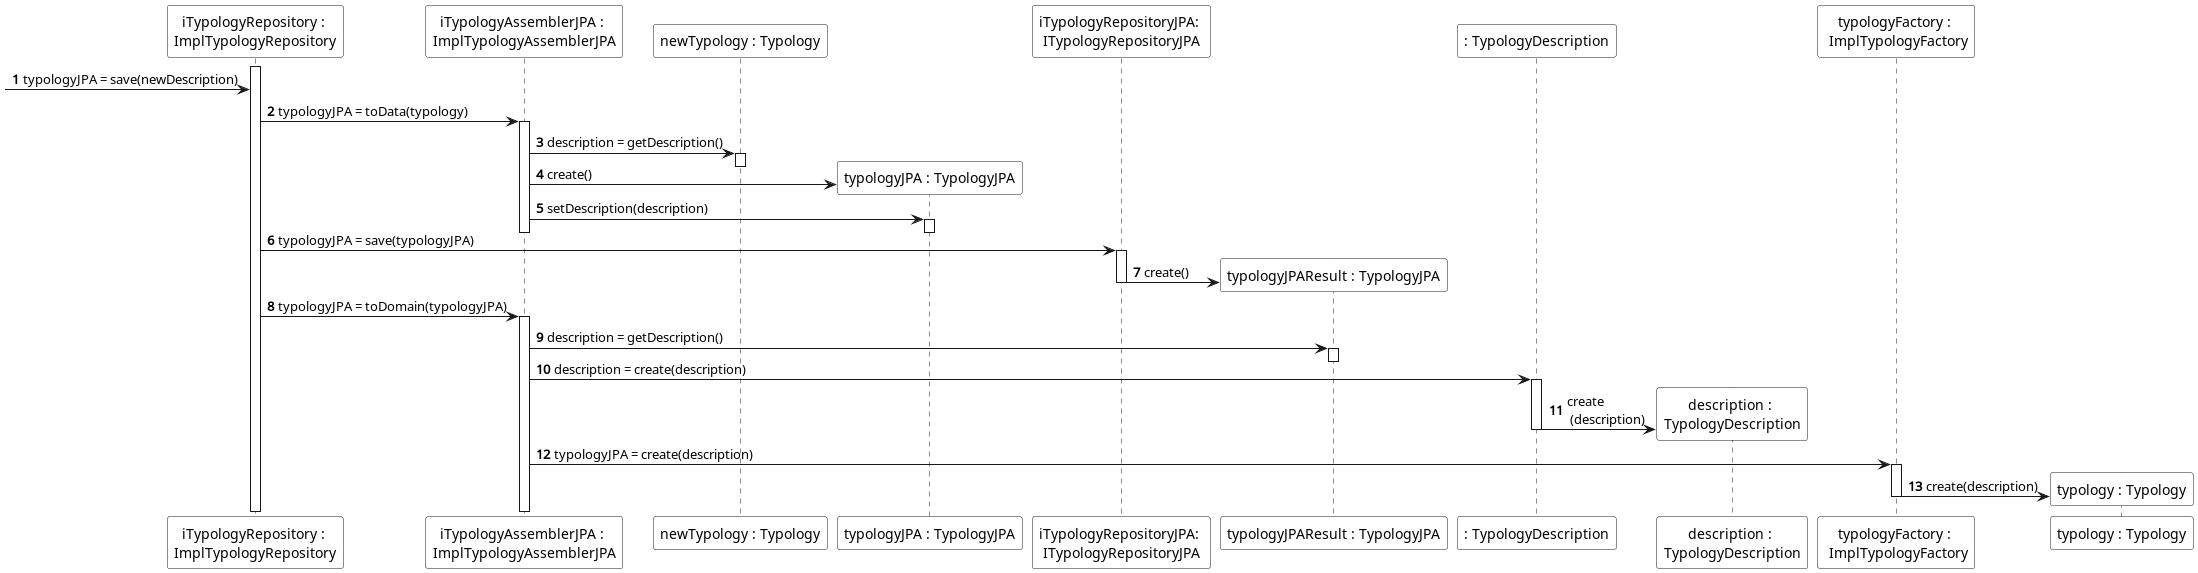 iTypologyRepository :
ImplTypologyRepository
iTypologyAssemblerJPA :
ImplTypologyAssemblerJPA
newTypology : Typology
iTypologyRepositoryJPA:
ITypologyRepositoryJPA
: TypologyDescription
typologyFactory :
ImplTypologyFactory
1 typologyJPA = save(newDescription)
2 typologyJPA = toData(typology)
3 description = getDescription()
4 create()
typologyJPA : TypologyJPA
5 setDescription(description)
6 typologyJPA = save(typologyJPA)
7 create()
typologyJPAResult : TypologyJPA
8 typologyJPA = toDomain(typologyJPA)
9 description = getDescription()
10 description = create(description)
11 create
(description)
description :
TypologyDescription
12 typologyJPA = create(description)
13 create(description)
typology : Typology
iTypologyRepository :
ImplTypologyRepository
iTypologyAssemblerJPA :
ImplTypologyAssemblerJPA
newTypology : Typology
typologyJPA : TypologyJPA
iTypologyRepositoryJPA:
ITypologyRepositoryJPA
typologyJPAResult : TypologyJPA
: TypologyDescription
description :
TypologyDescription
typologyFactory :
ImplTypologyFactory
typology : Typology